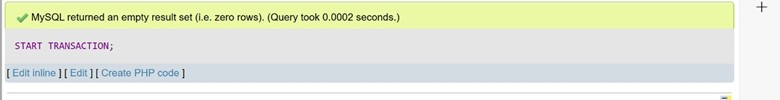 MySQL returned an empty result set (i.e. zero rows). (Query took 0.0002 seconds.)
START TRANSACTION;
[ Edit inline ] [ Edit ] [ Create PHP code ]